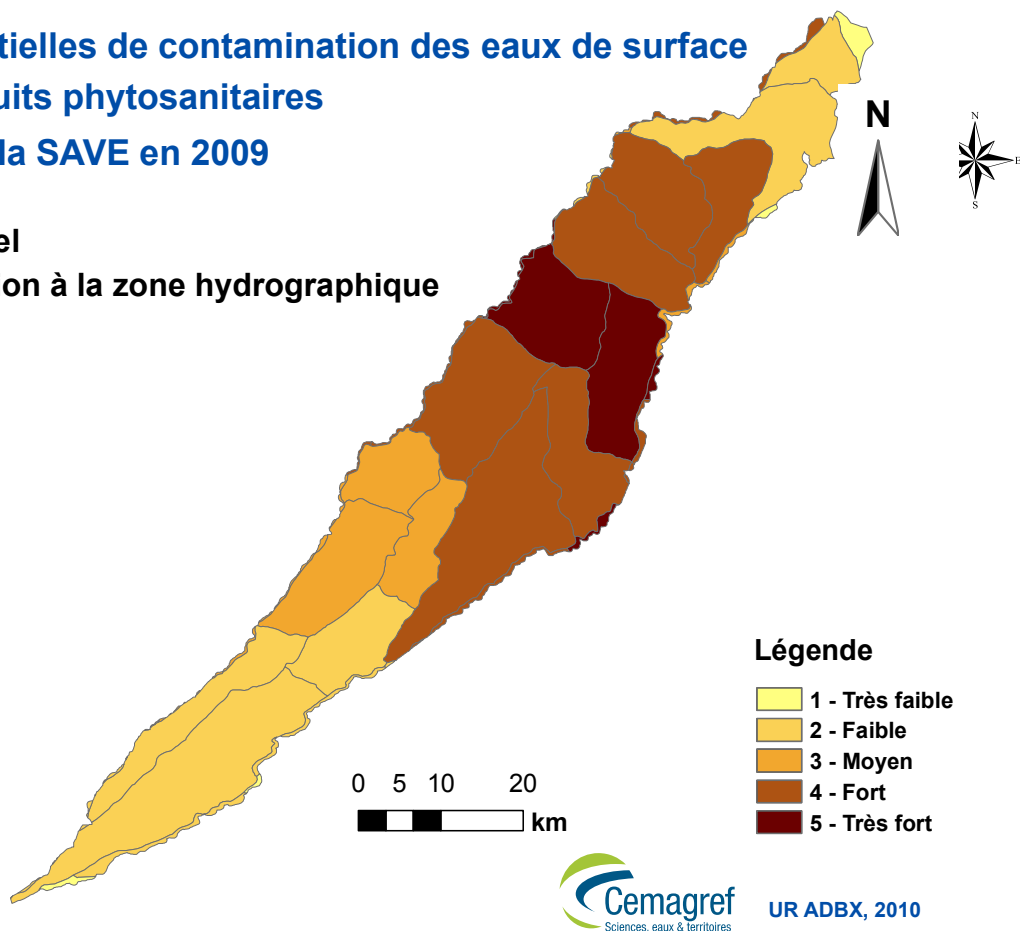 tielles de contamination des eaux de surface
uits phytosanitaires
la SAVE en 2009
el
ion à la zone hydrographique
N
N
E
S
Légende
1 - Très faible
2 - Faible
3 - Moyen
4 - Fort
5 - Très fort
0 5 10 20
km
Cemagref
Sciences, eaux & territoires
UR ADBX, 2010